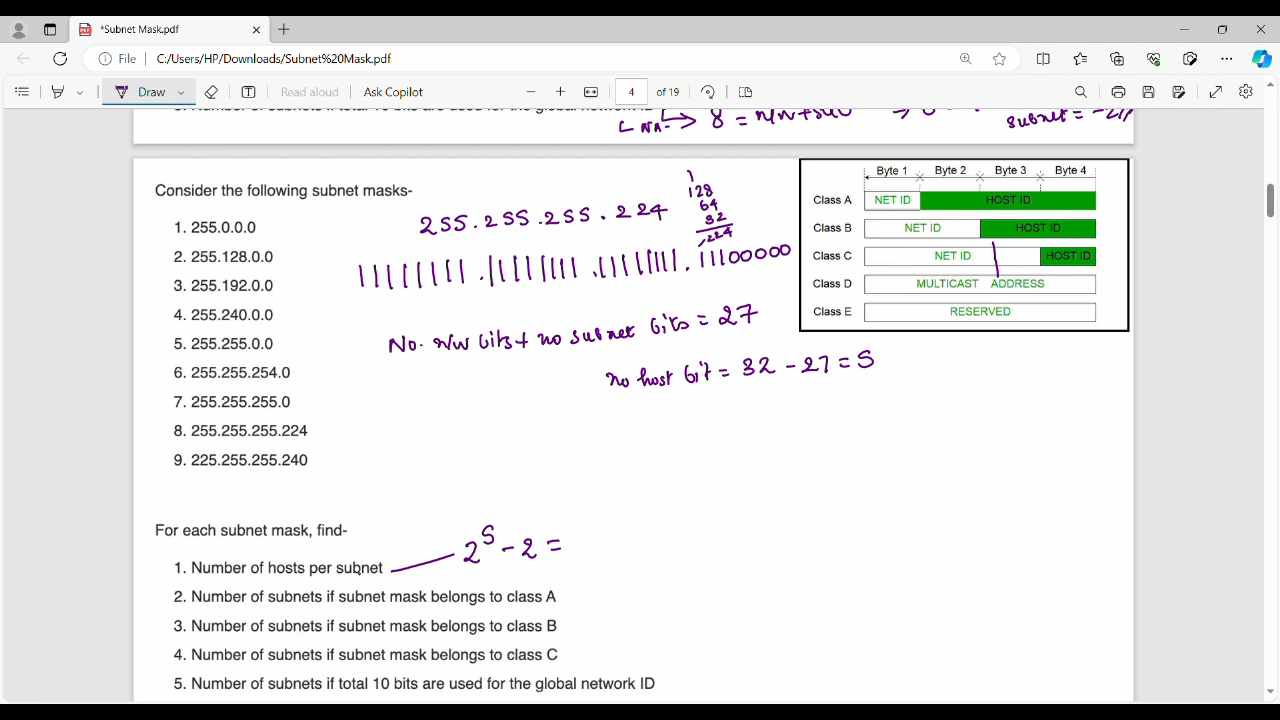 *Subnet Mask.pdf
File C:/Users/HP/Downloads/Subnet%20Mask.pdf
Draw Read aloud Ask Copilot 4 of 19
8 =
subnet =
Consider the following subnet masks-
1. 255.0.0.0
2. 255.128.0.0
3. 255.192.0.0
4. 255.240.0.0
5. 255.255.0.0
6. 255.255.254.0
7. 255.255.255.0
8. 255.255.255.224
9. 225.255.255.240
255.255.255.224
1
128
64
32
224
11111111.11111111.11111111.11100000
No. N/W bits + no subnet bits = 27
no host bit = 32 - 27 = 5
Byte 1 Byte 2 Byte 3 Byte 4
Class A NET ID HOST ID
Class B NET ID HOST ID
Class C NET ID HOST ID
Class D MULTICAST ADDRESS
Class E RESERVED
For each subnet mask, find-
1. Number of hosts per subnet 2^5 - 2 =
2. Number of subnets if subnet mask belongs to class A
3. Number of subnets if subnet mask belongs to class B
4. Number of subnets if subnet mask belongs to class C
5. Number of subnets if total 10 bits are used for the global network ID